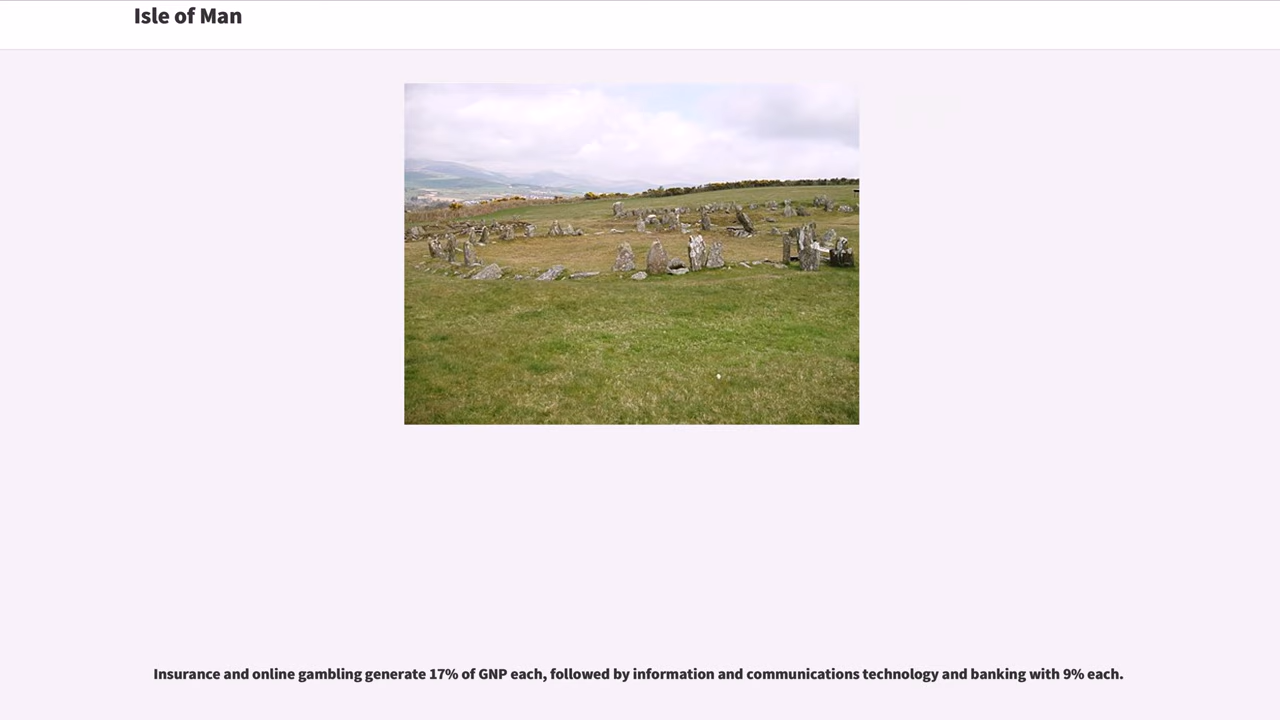 Isle of Man
Insurance and online gambling generate 17% of GNP each, followed by information and communications technology and banking with 9% each.